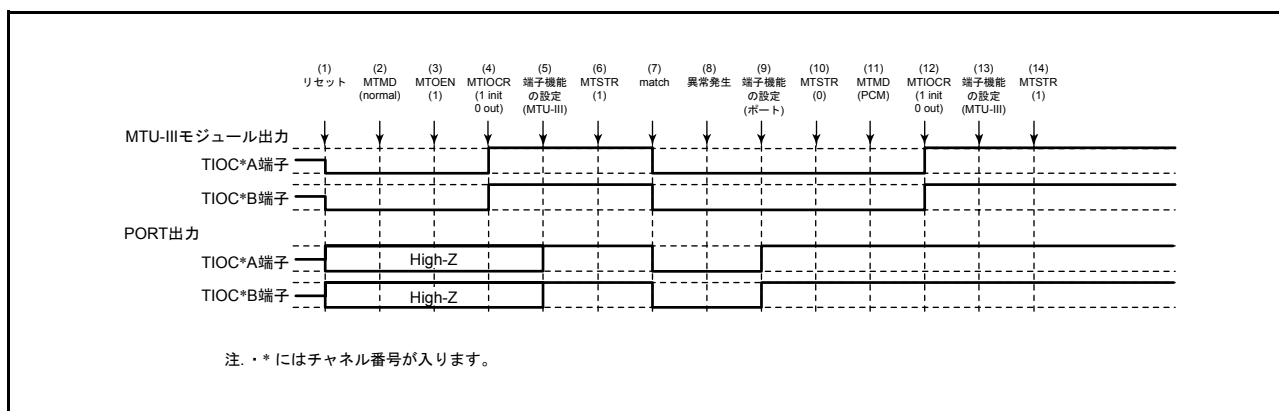 (1) (2) (3) (4) (5) (6) (7) (8) (9) (10) (11) (12) (13) (14)
リセット MTMD MTOEN MTIOCR 端子機能 MTSTR match 異常発生 端子機能 MTSTR MTMD MTIOCR 端子機能 MTSTR
(normal) (1) (1 init の設定 (1) の設定 (0) (PCM) (1 init の設定 (1)
0 out) (MTU-III) (ポート) 0 out) (MTU-III)
MTU-IIIモジュール出力
TIOC*A端子
TIOC*B端子
PORT出力
TIOC*A端子 High-Z
TIOC*B端子 High-Z
注. ・* にはチャネル番号が入ります。